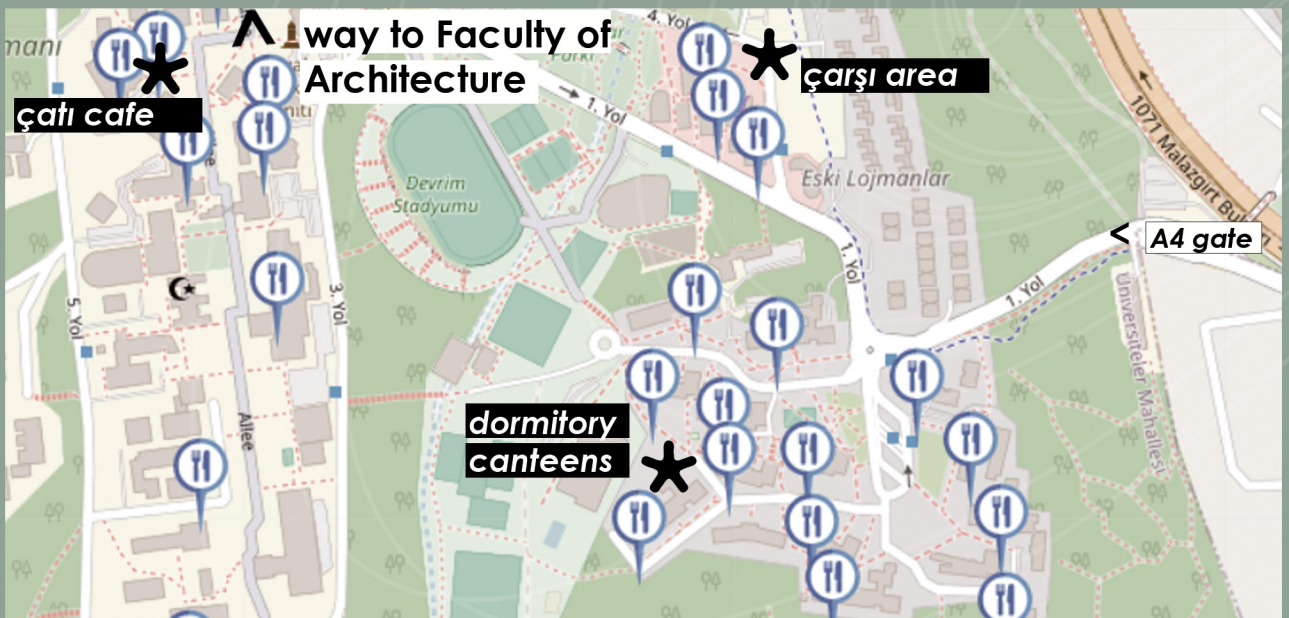 4. Yol
way to Faculty of
Architecture
Parkı
çarşı area
çatı cafe
1. Yol
1071 Malazgirt
Devrim
Stadyumu
Eski Lojmanlar
< A4 gate
1. Yol
1. Yol
5. Yol
3. Yol
Üniversiteler Mahallesi
Allee
dormitory
canteens